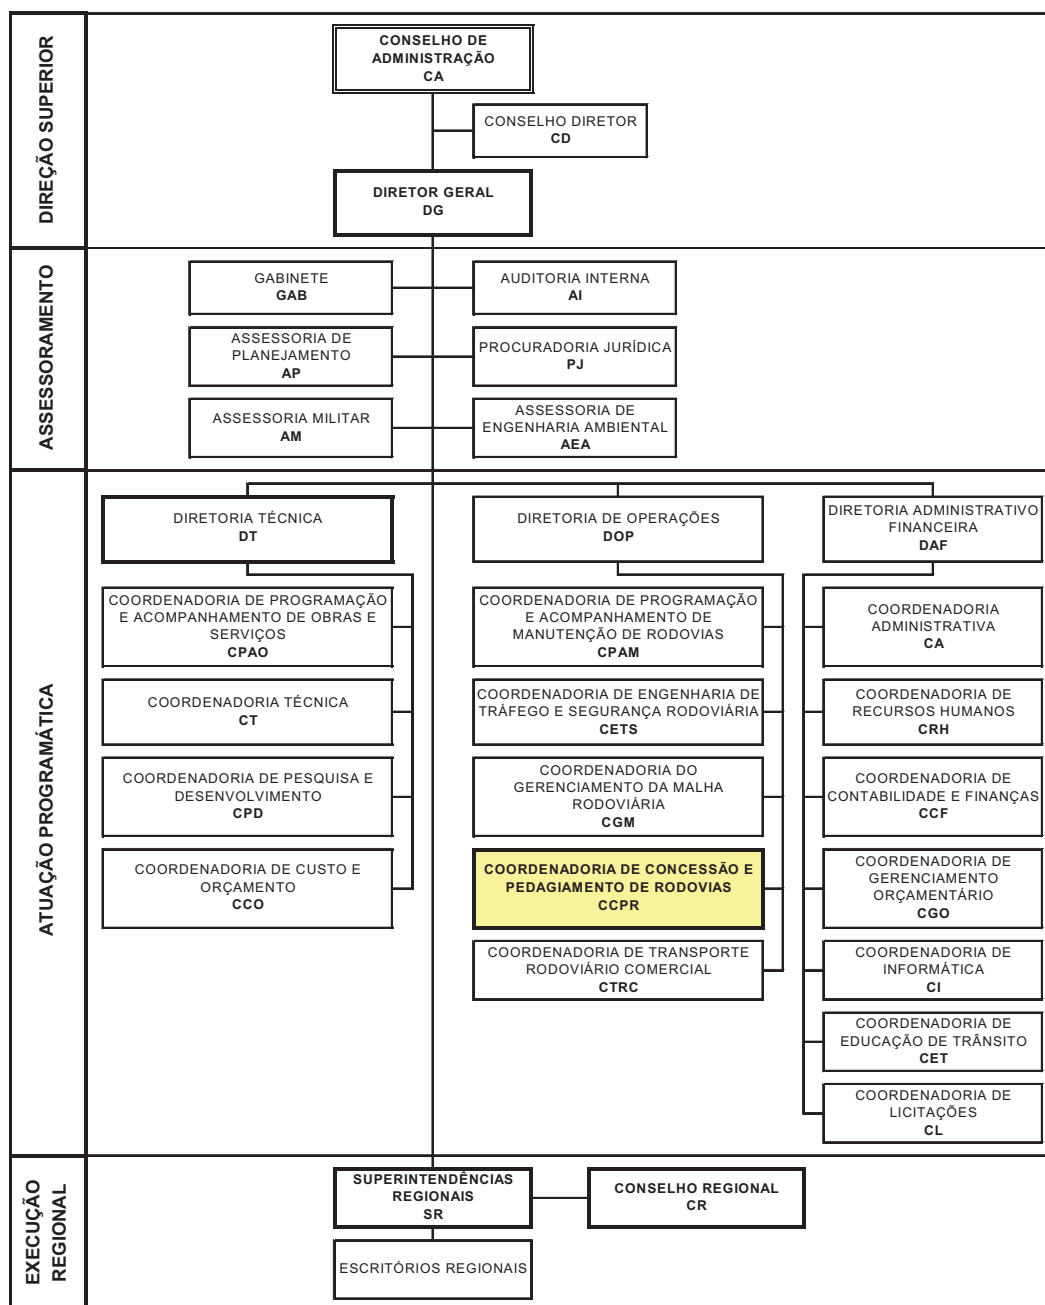 DIREÇÃO SUPERIOR
CONSELHO DE
ADMINISTRAÇÃO
CA
CONSELHO DIRETOR
CD
DIRETOR GERAL
DG
ASSESSORAMENTO
GABINETE
GAB
AUDITORIA INTERNA
AI
ASSESSORIA DE
PLANEJAMENTO
AP
PROCURADORIA JURÍDICA
PJ
ASSESSORIA MILITAR
AM
ASSESSORIA DE
ENGENHARIA AMBIENTAL
AEA
ATUAÇÃO PROGRAMÁTICA
DIRETORIA TÉCNICA
DT
COORDENADORIA DE PROGRAMAÇÃO
E ACOMPANHAMENTO DE OBRAS E
SERVIÇOS
CPAO
COORDENADORIA TÉCNICA
CT
COORDENADORIA DE PESQUISA E
DESENVOLVIMENTO
CPD
COORDENADORIA DE CUSTO E
ORÇAMENTO
CCO
DIRETORIA DE OPERAÇÕES
DOP
COORDENADORIA DE PROGRAMAÇÃO
E ACOMPANHAMENTO DE
MANUTENÇÃO DE RODOVIAS
CPAM
COORDENADORIA DE ENGENHARIA DE
TRÁFEGO E SEGURANÇA RODOVIÁRIA
CETS
COORDENADORIA DO
GERENCIAMENTO DA MALHA
RODOVIÁRIA
CGM
COORDENADORIA DE CONCESSÃO E
PEDAGIAMENTO DE RODOVIAS
CCPR
COORDENADORIA DE TRANSPORTE
RODOVIÁRIO COMERCIAL
CTRC
DIRETORIA ADMINISTRATIVO
FINANCEIRA
DAF
COORDENADORIA
ADMINISTRATIVA
CA
COORDENADORIA DE
RECURSOS HUMANOS
CRH
COORDENADORIA DE
CONTABILIDADE E FINANÇAS
CCF
COORDENADORIA DE
GERENCIAMENTO
ORÇAMENTÁRIO
CGO
COORDENADORIA DE
INFORMÁTICA
CI
COORDENADORIA DE
EDUCAÇÃO DE TRÂNSITO
CET
COORDENADORIA DE
LICITAÇÕES
CL
EXECUÇÃO
REGIONAL
SUPERINTENDÊNCIAS
REGIONAIS
SR
CONSELHO REGIONAL
CR
ESCRITÓRIOS REGIONAIS